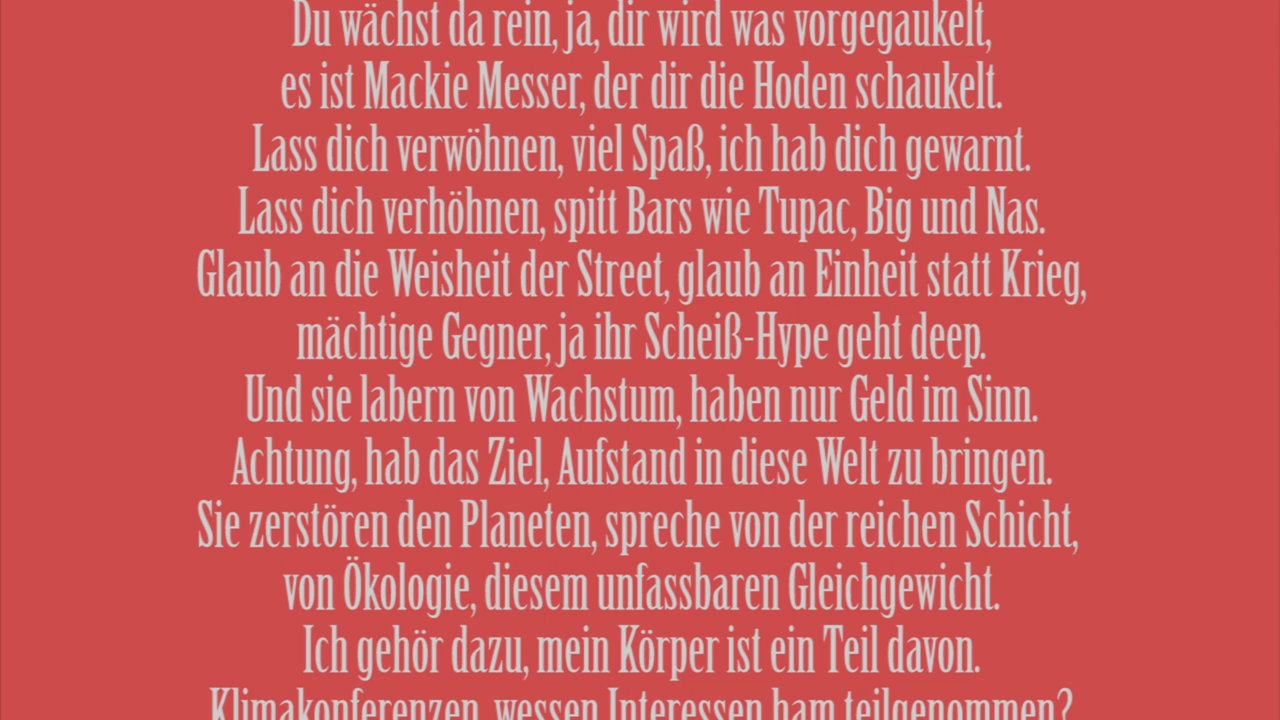 Du wächst da rein, ja, dir wird was vorgegaukelt,
es ist Mackie Messer, der dir die Hoden schaukelt.
Lass dich verwöhnen, viel Spaß, ich hab dich gewarnt.
Lass dich verhöhnen, spitt Bars wie Tupac, Big und Nas.
Glaub an die Weisheit der Street, glaub an Einheit statt Krieg,
mächtige Gegner, ja ihr Scheiß-Hype geht deep.
Und sie labern von Wachstum, haben nur Geld im Sinn.
Achtung, hab das Ziel, Aufstand in diese Welt zu bringen.
Sie zerstören den Planeten, spreche von der reichen Schicht,
von Ökologie, diesem unfassbaren Gleichgewicht.
Ich gehör dazu, mein Körper ist ein Teil davon.
Klimakonferenzen, wessen Interessen ham teilgenommen?